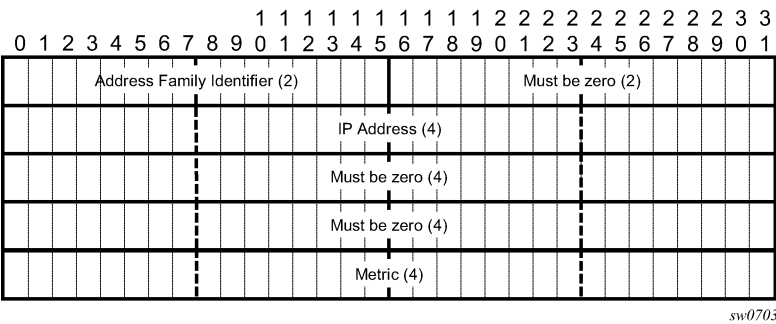 1 1 1 1 1 1 1 1 1 1 2 2 2 2 2 2 2 2 2 2 3 3
0 1 2 3 4 5 6 7 8 9 0 1 2 3 4 5 6 7 8 9 0 1 2 3 4 5 6 7 8 9 0 1
Address Family Identifier (2) Must be zero (2)
IP Address (4)
Must be zero (4)
Must be zero (4)
Metric (4)
sw0703